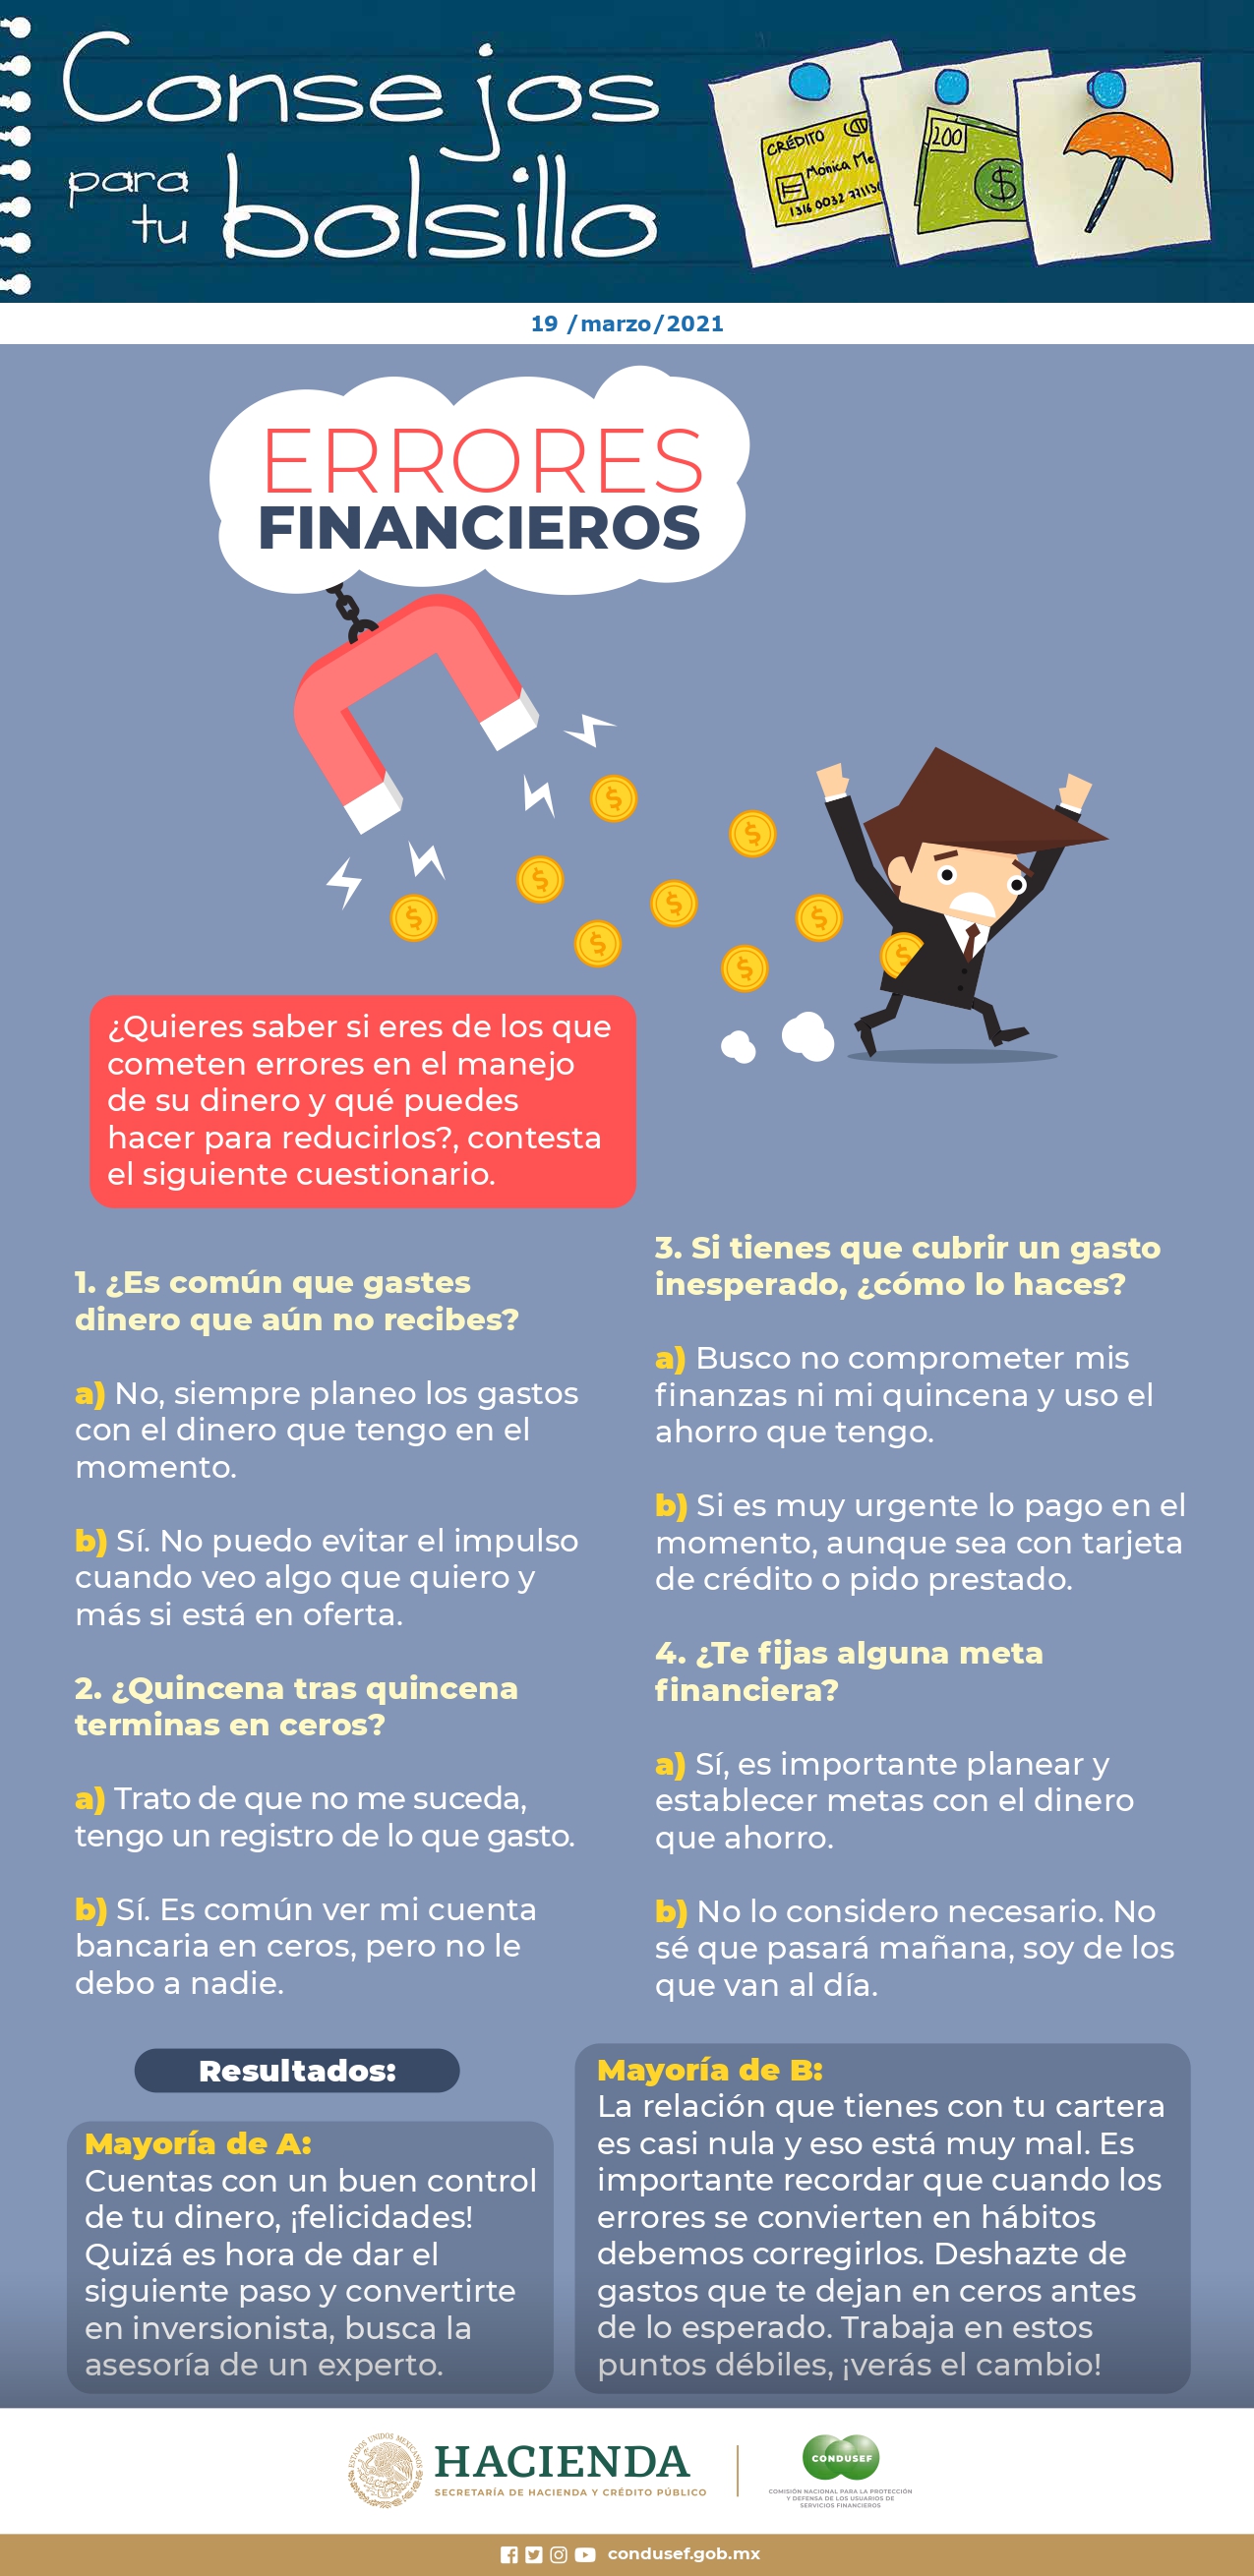 Consejos
para
tu bolsillo
CRÉDITO
Monica Me
1316 0032 77113
200
$
19 /marzo/2021
ERRORES
FINANCIEROS
¿Quieres saber si eres de los que
cometen errores en el manejo
de su dinero y qué puedes
hacer para reducirlos?, contesta
el siguiente cuestionario.
1. ¿Es común que gastes
dinero que aún no recibes?
a) No, siempre planeo los gastos
con el dinero que tengo en el
momento.
b) Sí. No puedo evitar el impulso
cuando veo algo que quiero y
más si está en oferta.
2. ¿Quincena tras quincena
terminas en ceros?
a) Trato de que no me suceda,
tengo un registro de lo que gasto.
b) Sí. Es común ver mi cuenta
bancaria en ceros, pero no le
debo a nadie.
3. Si tienes que cubrir un gasto
inesperado, ¿cómo lo haces?
a) Busco no comprometer mis
finanzas ni mi quincena y uso el
ahorro que tengo.
b) Si es muy urgente lo pago en el
momento, aunque sea con tarjeta
de crédito o pido prestado.
4. ¿Te fijas alguna meta
financiera?
a) Sí, es importante planear y
establecer metas con el dinero
que ahorro.
b) No lo considero necesario. No
sé que pasará mañana, soy de los
que van al día.
Resultados:
Mayoría de A:
Cuentas con un buen control
de tu dinero, ¡felicidades!
Quizá es hora de dar el
siguiente paso y convertirte
en inversionista, busca la
asesoría de un experto.
Mayoría de B:
La relación que tienes con tu cartera
es casi nula y eso está muy mal. Es
importante recordar que cuando los
errores se convierten en hábitos
debemos corregirlos. Deshazte de
gastos que te dejan en ceros antes
de lo esperado. Trabaja en estos
puntos débiles, ¡verás el cambio!
ESTADOS UNIDOS MEXICANOS
HACIENDA
SECRETARÍA DE HACIENDA Y CRÉDITO PÚBLICO
CONDUSEF
COMISIÓN NACIONAL PARA LA PROTECCIÓN
Y DEFENSA DE LOS USUARIOS DE
SERVICIOS FINANCIEROS
condusef.gob.mx